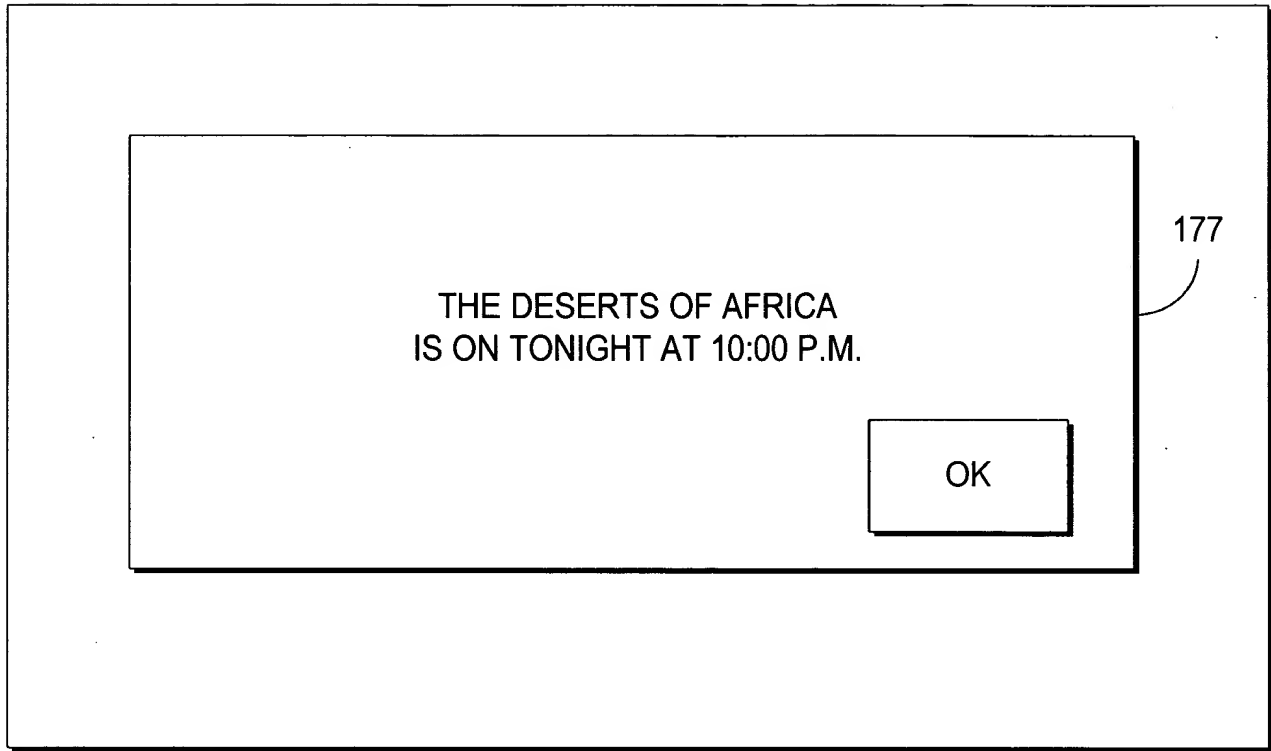 THE DESERTS OF AFRICA
IS ON TONIGHT AT 10:00 P.M.
OK
177